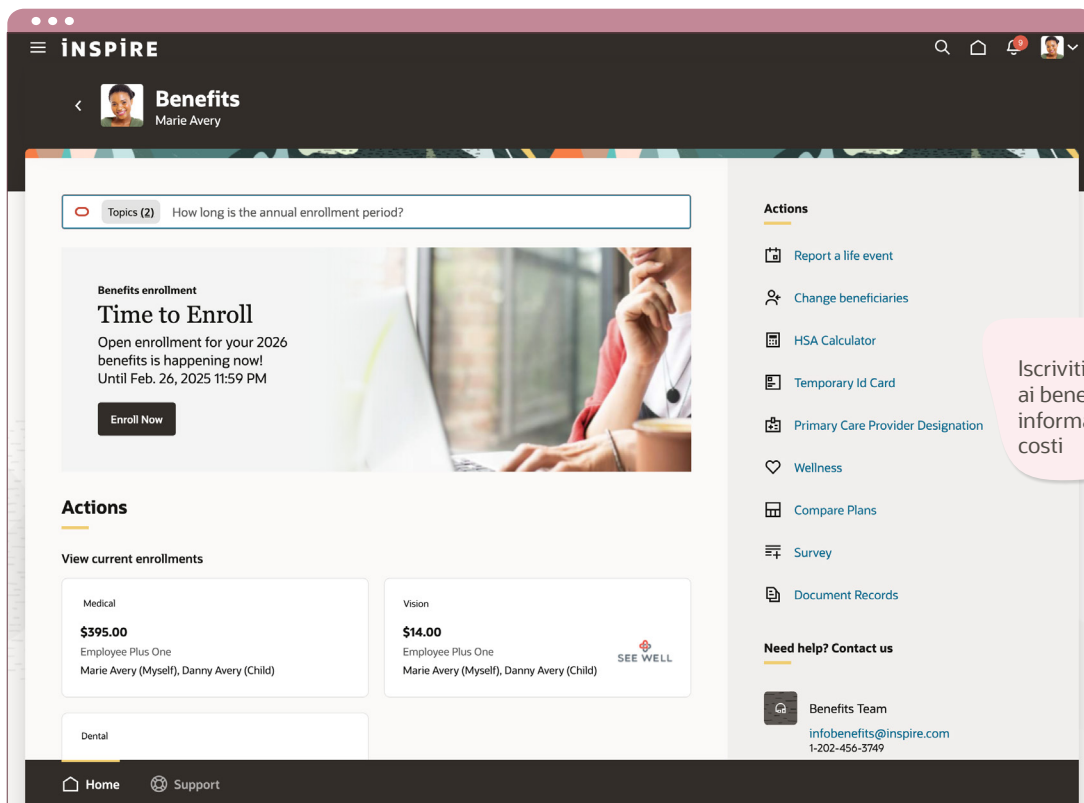 iNSPiRE
9
Benefits
Marie Avery
Topics (2) How long is the annual enrollment period?
Benefits enrollment
Time to Enroll
Open enrollment for your 2026
benefits is happening now!
Until Feb. 26, 2025 11:59 PM
Enroll Now
Actions
View current enrollments
Medical
$395.00
Employee Plus One
Marie Avery (Myself), Danny Avery (Child)
Vision
$14.00
Employee Plus One
Marie Avery (Myself), Danny Avery (Child)
SEE WELL
Dental
Actions
Report a life event
Change beneficiaries
HSA Calculator
Temporary Id Card
Primary Care Provider Designation
Wellness
Compare Plans
Survey
Document Records
Need help? Contact us
Benefits Team
infobenefits@inspire.com
1-202-456-3749
Iscriviti
ai
costi
Home
Support